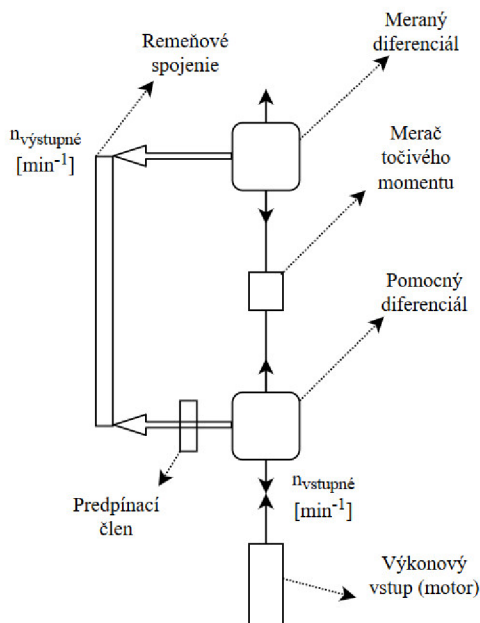 Remeňové
spojenie
Meraný
diferenciál
nvýstupné
[min-1]
Merač
točivého
momentu
Pomocný
diferenciál
Predpínací
člen
nvstupné
[min-1]
Výkonový
vstup (motor)